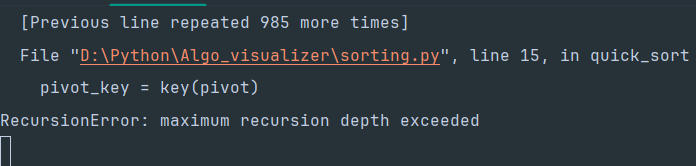 [Previous line repeated 985 more times]
File "D:\Python\Algo_visualizer\sorting.py", line 15, in quick_sort
pivot_key = key(pivot)
RecursionError: maximum recursion depth exceeded